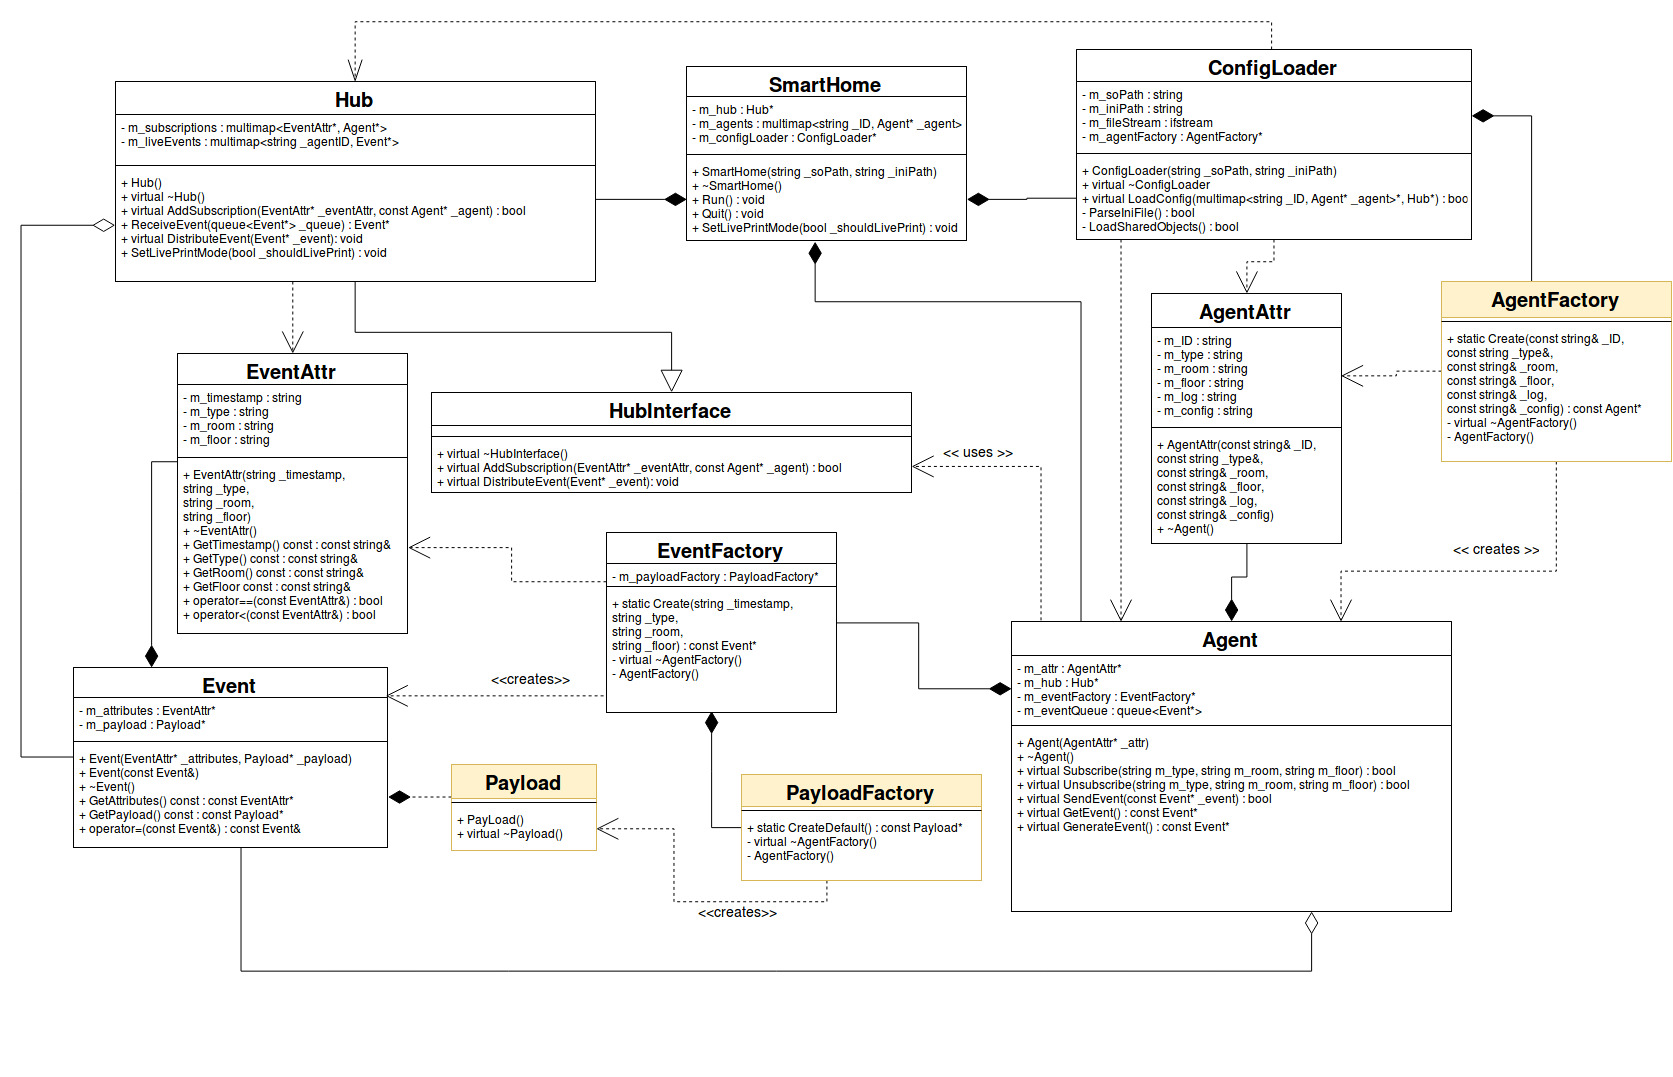 Hub
- m_subscriptions : multimap<EventAttr*, Agent*>
- m_liveEvents : multimap<string _agentID, Event*>
+ Hub()
+ virtual ~Hub()
+ virtual AddSubscription(EventAttr* _eventAttr, const Agent* _agent) : bool
+ ReceiveEvent(queue<Event*> _queue) : Event*
+ virtual DistributeEvent(Event* _event): void
+ SetLivePrintMode(bool _shouldLivePrint) : void
SmartHome
- m_hub : Hub*
- m_agents : multimap<string _ID, Agent* _agent>
- m_configLoader : ConfigLoader*
+ SmartHome(string _soPath, string _iniPath)
+ ~SmartHome()
+ Run() : void
+ Quit() : void
+ SetLivePrintMode(bool _shouldLivePrint) : void
ConfigLoader
- m_soPath : string
- m_iniPath : string
- m_fileStream : ifstream
- m_agentFactory : AgentFactory*
+ ConfigLoader(string _soPath, string _iniPath)
+ virtual ~ConfigLoader
+ virtual LoadConfig(multimap<string _ID, Agent* _agent>*, Hub*) : boo
- ParseIniFile() : bool
- LoadSharedObjects() : bool
AgentFactory
+ static Create(const string& _ID,
const string _type&,
const string& _room,
const string& _floor,
const string& _log,
const string& _config) : const Agent*
- virtual ~AgentFactory()
- AgentFactory()
AgentAttr
- m_ID : string
- m_type : string
- m_room : string
- m_floor : string
- m_log : string
- m_config : string
+ AgentAttr(const string& _ID,
const string _type&,
const string& _room,
const string& _floor,
const string& _log,
const string& _config)
+ ~Agent()
EventAttr
- m_timestamp : string
- m_type : string
- m_room : string
- m_floor : string
+ EventAttr(string _timestamp,
string _type,
string _room,
string _floor)
+ ~EventAttr()
+ GetTimestamp() const : const string&
+ GetType() const : const string&
+ GetRoom() const : const string&
+ GetFloor const : const string&
+ operator==(const EventAttr&) : bool
+ operator<(const EventAttr&) : bool
HubInterface
+ virtual ~HubInterface()
+ virtual AddSubscription(EventAttr* _eventAttr, const Agent* _agent) : bool
+ virtual DistributeEvent(Event* _event): void
<< uses >>
<< creates >>
EventFactory
- m_payloadFactory : PayloadFactory*
+ static Create(string _timestamp,
string _type,
string _room,
string _floor) : const Event*
- virtual ~AgentFactory()
- AgentFactory()
<<creates>>
Event
- m_attributes : EventAttr*
- m_payload : Payload*
+ Event(EventAttr* _attributes, Payload* _payload)
+ Event(const Event&)
+ ~Event()
+ GetAttributes() const : const EventAttr*
+ GetPayload() const : const Payload*
+ operator=(const Event&) : const Event&
Payload
+ PayLoad()
+ virtual ~Payload()
PayloadFactory
+ static CreateDefault() : const Payload*
- virtual ~AgentFactory()
- AgentFactory()
<<creates>>
Agent
- m_attr : AgentAttr*
- m_hub : Hub*
- m_eventFactory : EventFactory*
- m_eventQueue : queue<Event*>
+ Agent(AgentAttr* _attr)
+ ~Agent()
+ virtual Subscribe(string m_type, string m_room, string m_floor) : bool
+ virtual Unsubscribe(string m_type, string m_room, string m_floor) : bool
+ virtual SendEvent(const Event* _event) : bool
+ virtual GetEvent() : const Event*
+ virtual GenerateEvent() : const Event*